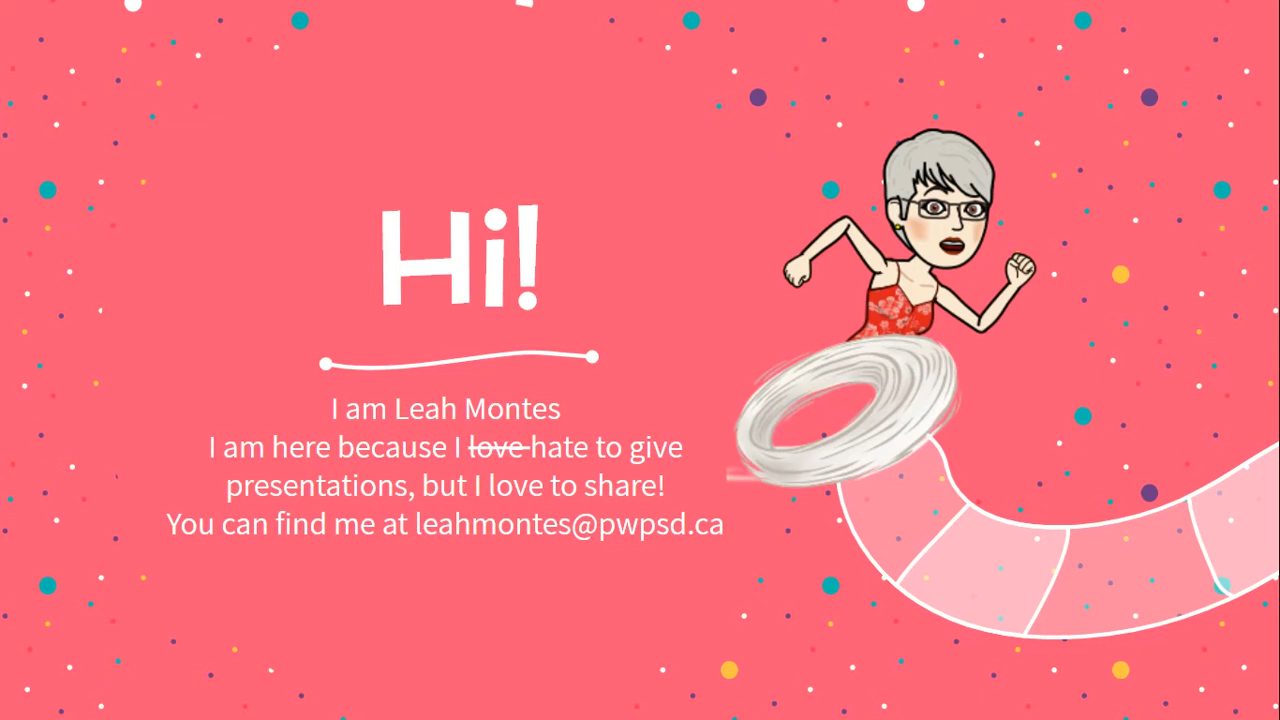 Hi!
I am Leah Montes
I am here because I love hate to give
presentations, but I love to share!
You can find me at leahmontes@pwpsd.ca